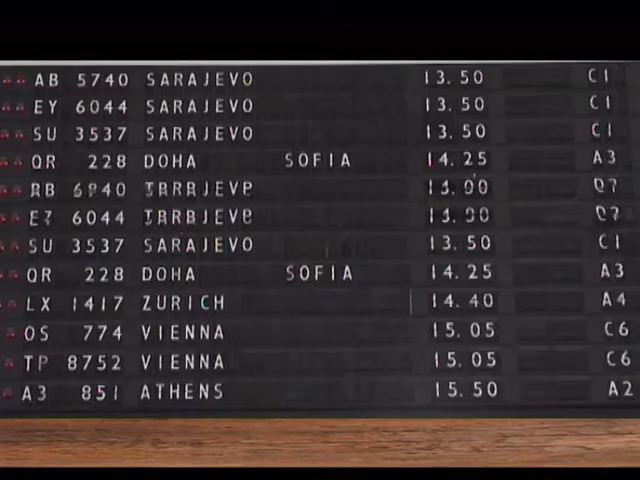 AB 5740 SARAJEVO 13.50 C1
EY 6044 SARAJEVO 13.50 C1
SU 3537 SARAJEVO 13.50 C1
QR 228 DOHA SOFIA 14.25 A3
6044
SU 3537 SARAJEVO 13.50 C1
QR 228 DOHA SOFIA 14.25 A3
LX 1417 ZURICH 14.40 A4
OS 774 VIENNA 15.05 C6
TP 8752 VIENNA 15.05 C6
A3 851 ATHENS 15.50 A2